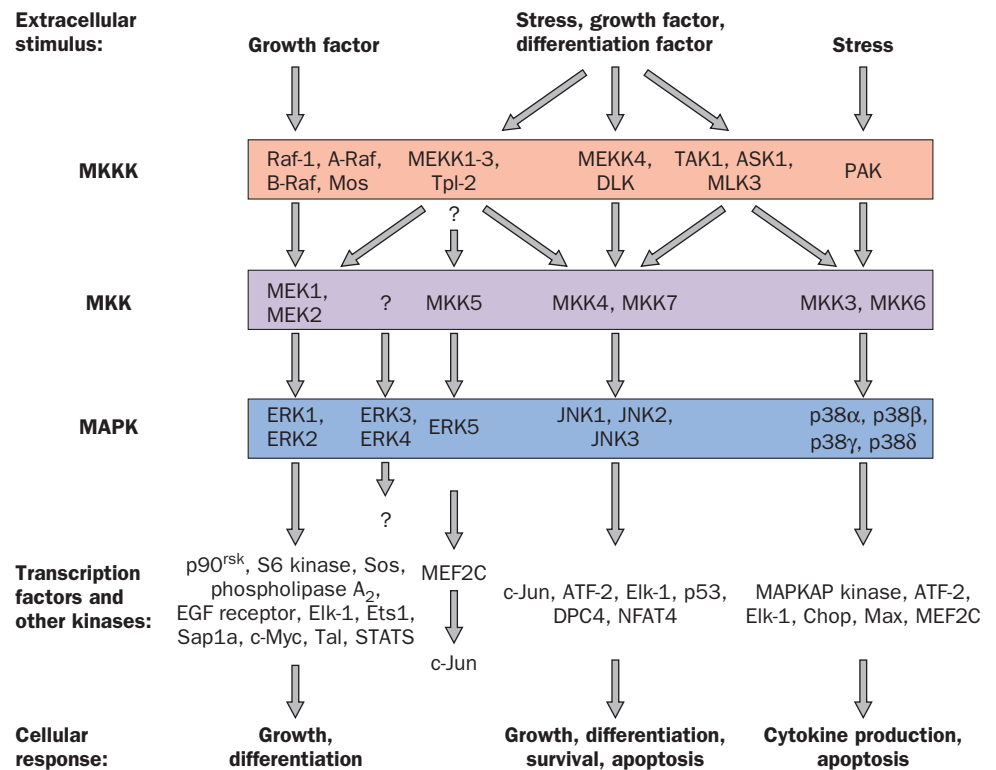 Extracellular
stimulus:
Growth factor
Stress, growth factor,
differentiation factor
Stress
MKKK
Raf-1, A-Raf,
B-Raf, Mos
MEKK1-3,
Tpl-2
MEKK4,
DLK
TAK1, ASK1,
MLK3
PAK
?
MKK
MEK1,
MEK2
?
MKK5
MKK4, MKK7
MKK3, MKK6
MAPK
ERK1,
ERK2
ERK3,
ERK4
ERK5
JNK1, JNK2,
JNK3
p38α, p38β,
p38γ, p38δ
?
Transcription
factors and
other kinases:
p90rsk, S6 kinase, Sos,
phospholipase A2,
EGF receptor, Elk-1, Ets1,
Sap1a, c-Myc, Tal, STATS
MEF2C
c-Jun
c-Jun, ATF-2, Elk-1, p53,
DPC4, NFAT4
MAPKAP kinase, ATF-2,
Elk-1, Chop, Max, MEF2C
Cellular
response:
Growth,
differentiation
Growth, differentiation,
survival, apoptosis
Cytokine production,
apoptosis